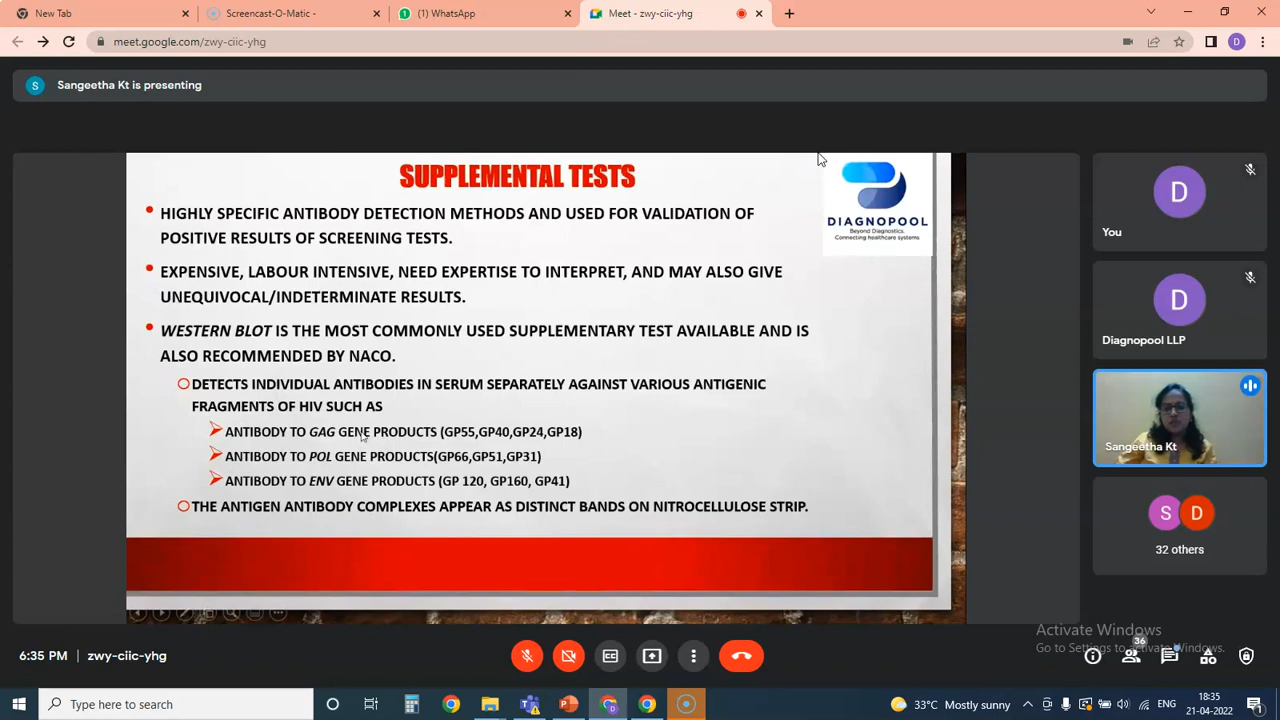 New Tab
Screencast-O-Matic
(1) WhatsApp
Meet - zwy-ciic-yhg
meet.google.com/zwy-ciic-yhg
D
S
Sangeetha Kt is presenting
SUPPLEMENTAL TESTS
HIGHLY SPECIFIC ANTIBODY DETECTION METHODS AND USED FOR VALIDATION OF
POSITIVE RESULTS OF SCREENING TESTS.
EXPENSIVE, LABOUR INTENSIVE, NEED EXPERTISE TO INTERPRET, AND MAY ALSO GIVE
UNEQUIVOCAL/INDETERMINATE RESULTS.
WESTERN BLOT IS THE MOST COMMONLY USED SUPPLEMENTARY TEST AVAILABLE AND IS
ALSO RECOMMENDED BY NACO.
DETECTS INDIVIDUAL ANTIBODIES IN SERUM SEPARATELY AGAINST VARIOUS ANTIGENIC
FRAGMENTS OF HIV SUCH AS
ANTIBODY TO GAG GENE PRODUCTS (GP55,GP40,GP24,GP18)
ANTIBODY TO POL GENE PRODUCTS(GP66,GP51,GP31)
ANTIBODY TO ENV GENE PRODUCTS (GP 120, GP160, GP41)
THE ANTIGEN ANTIBODY COMPLEXES APPEAR AS DISTINCT BANDS ON NITROCELLULOSE STRIP.
DIAGNOPOOL
Beyond Diagnostics.
Connecting healthcare systems
D
You
D
Diagnopool LLP
Sangeetha Kt
S D
32 others
Activate Windows
Go to Settings to activate Windows.
6:35 PM
zwy-ciic-yhg
36
Type here to search
33°C Mostly sunny
ENG
18:35
21-04-2022